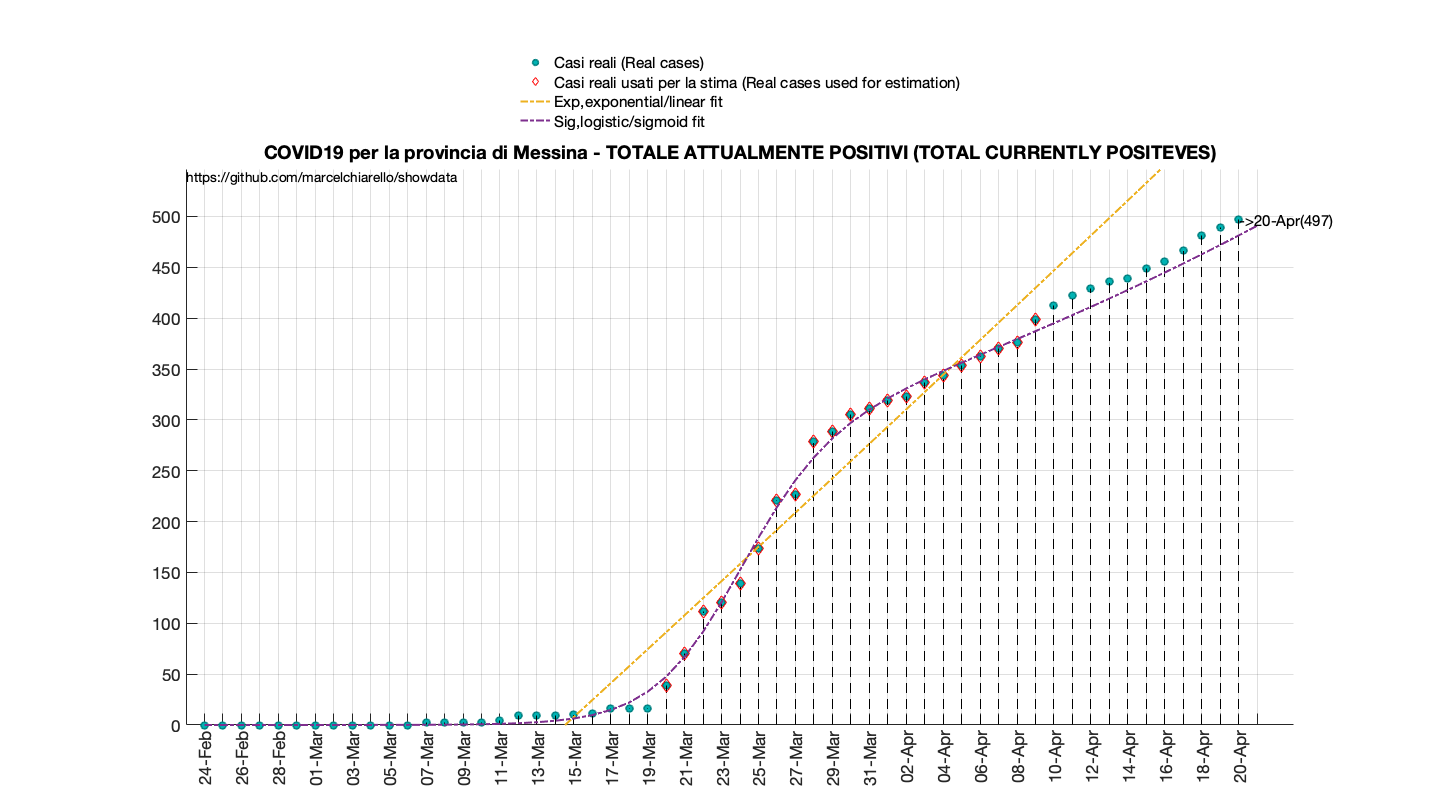 Casi reali (Real cases)
Casi reali usati per la stima (Real cases used for estimation)
Exp,exponential/linear fit
Sig,logistic/sigmoid fit
COVID19 per la provincia di Messina - TOTALE ATTUALMENTE POSITIVI (TOTAL CURRENTLY POSITEVES)
https://github.com/marcelchiarello/showdata
500
450
400
350
300
250
200
150
100
50
0
->20-Apr(497)
24-Feb
26-Feb
28-Feb
01-Mar
03-Mar
05-Mar
07-Mar
09-Mar
11-Mar
13-Mar
15-Mar
17-Mar
19-Mar
21-Mar
23-Mar
25-Mar
27-Mar
29-Mar
31-Mar
02-Apr
04-Apr
06-Apr
08-Apr
10-Apr
12-Apr
14-Apr
16-Apr
18-Apr
20-Apr